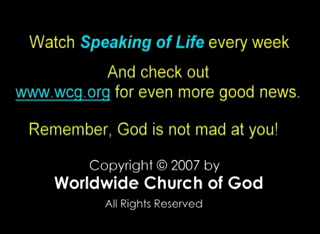 Watch Speaking of Life every week
And check out
www.wcg.org for even more good news.
Remember, God is not mad at you!
Copyright © 2007 by
Worldwide Church of God
All Rights Reserved